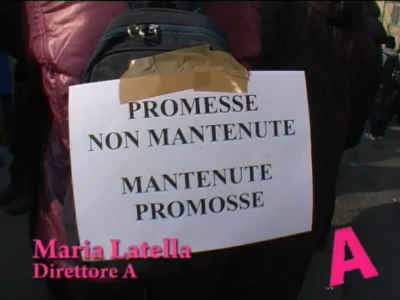 PROMESSE
NON MANTENUTE
MANTENUTE
PROMOSSE
Maria Latella
Direttore A
A